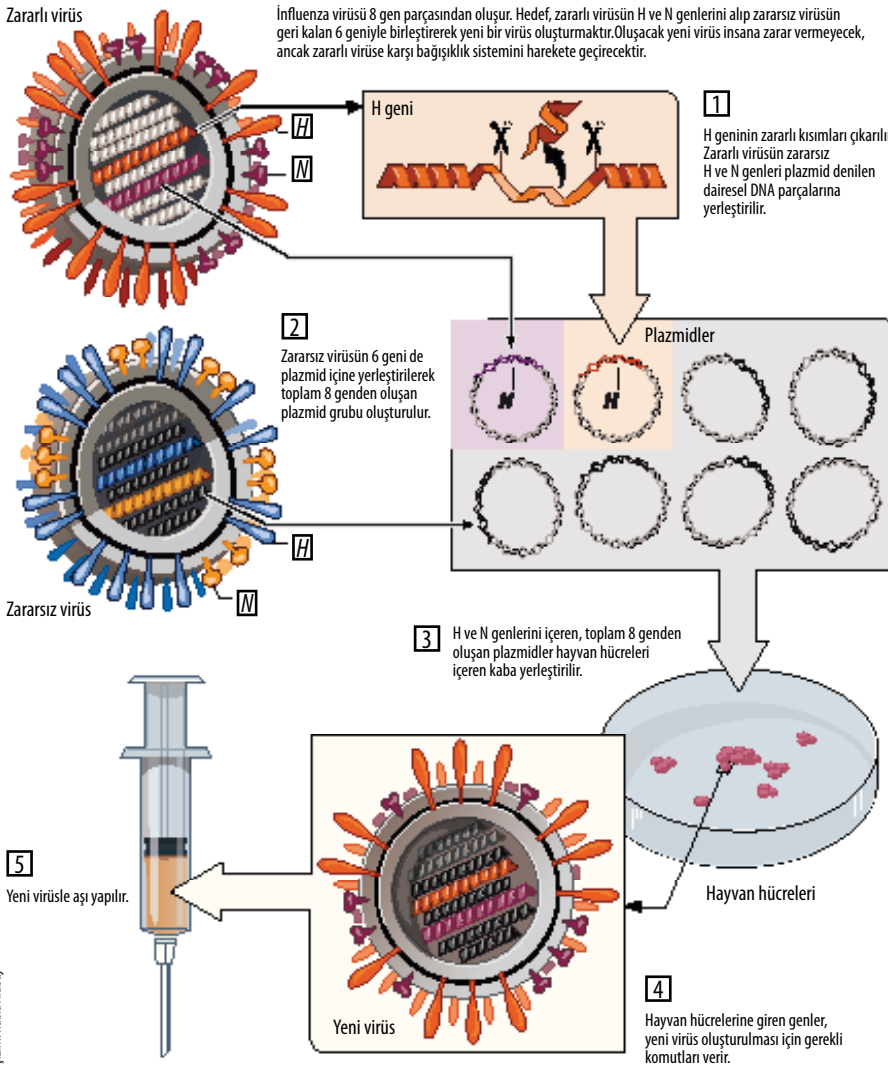 Zararlı virüs
İnfluenza virüsü 8 gen parçasından oluşur. Hedef, zararlı virüsün H ve N genlerini alıp zararsız virüsün
geri kalan 6 geniyle birleştirerek yeni bir virüs oluşturmaktır.Oluşacak yeni virüs insana zarar vermeyecek,
ancak zararlı virüse karşı bağışıklık sistemini harekete geçirecektir.
H
N
H geni
1
H geninin zararlı kısımları çıkarılı
Zararlı virüsün zararsız
H ve N genleri plazmid denilen
dairesel DNA parçalarına
yerleştirilir.
2
Zararsız virüsün 6 geni de
plazmid içine yerleştirilerek
toplam 8 genden oluşan
plazmid grubu oluşturulur.
Plazmidler
N
H
H
N
Zararsız virüs
3
H ve N genlerini içeren, toplam 8 genden
oluşan plazmidler hayvan hücreleri
içeren kaba yerleştirilir.
Hayvan hücreleri
5
Yeni virüsle aşı yapılır.
Yeni virüs
4
Hayvan hücrelerine giren genler,
yeni virüs oluşturulması için gerekli
komutları verir.